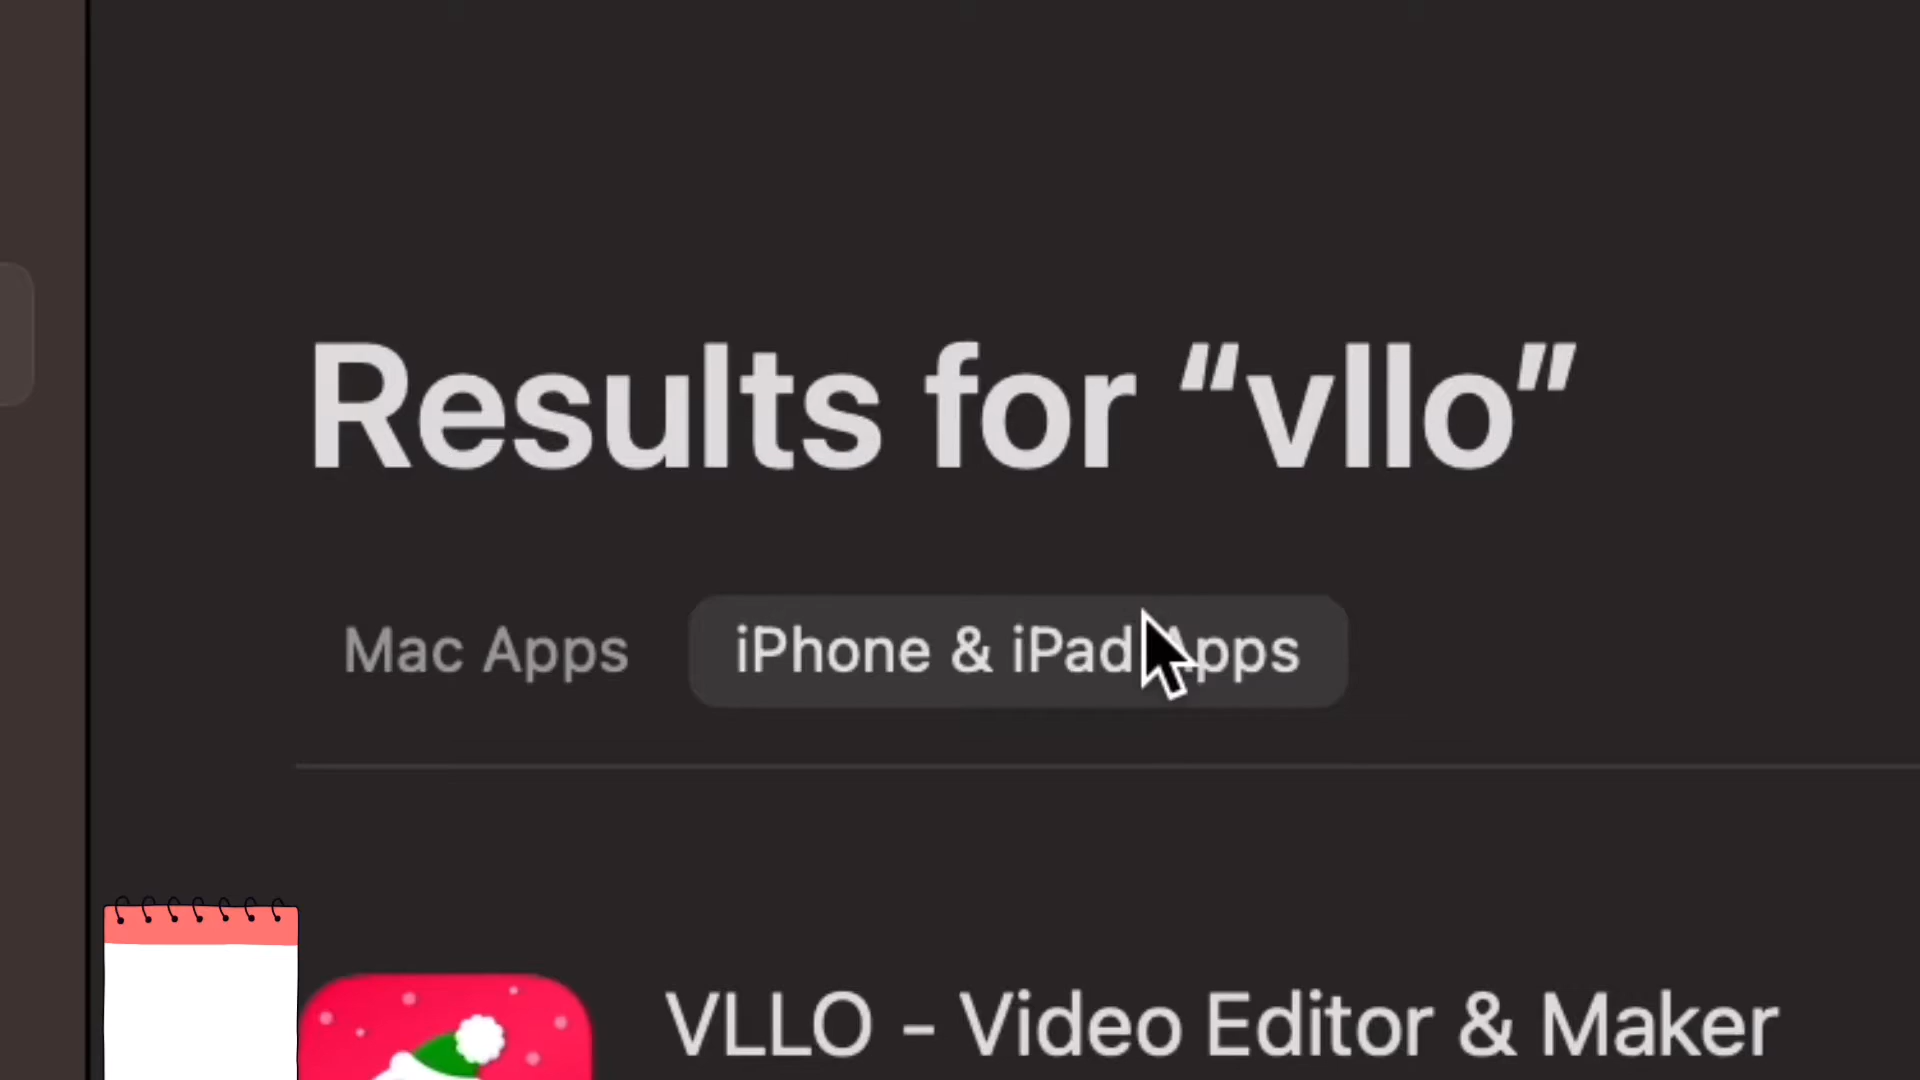 Results for “vllo”
Mac Apps
iPhone & iPad Apps
VLLO - Video Editor & Maker